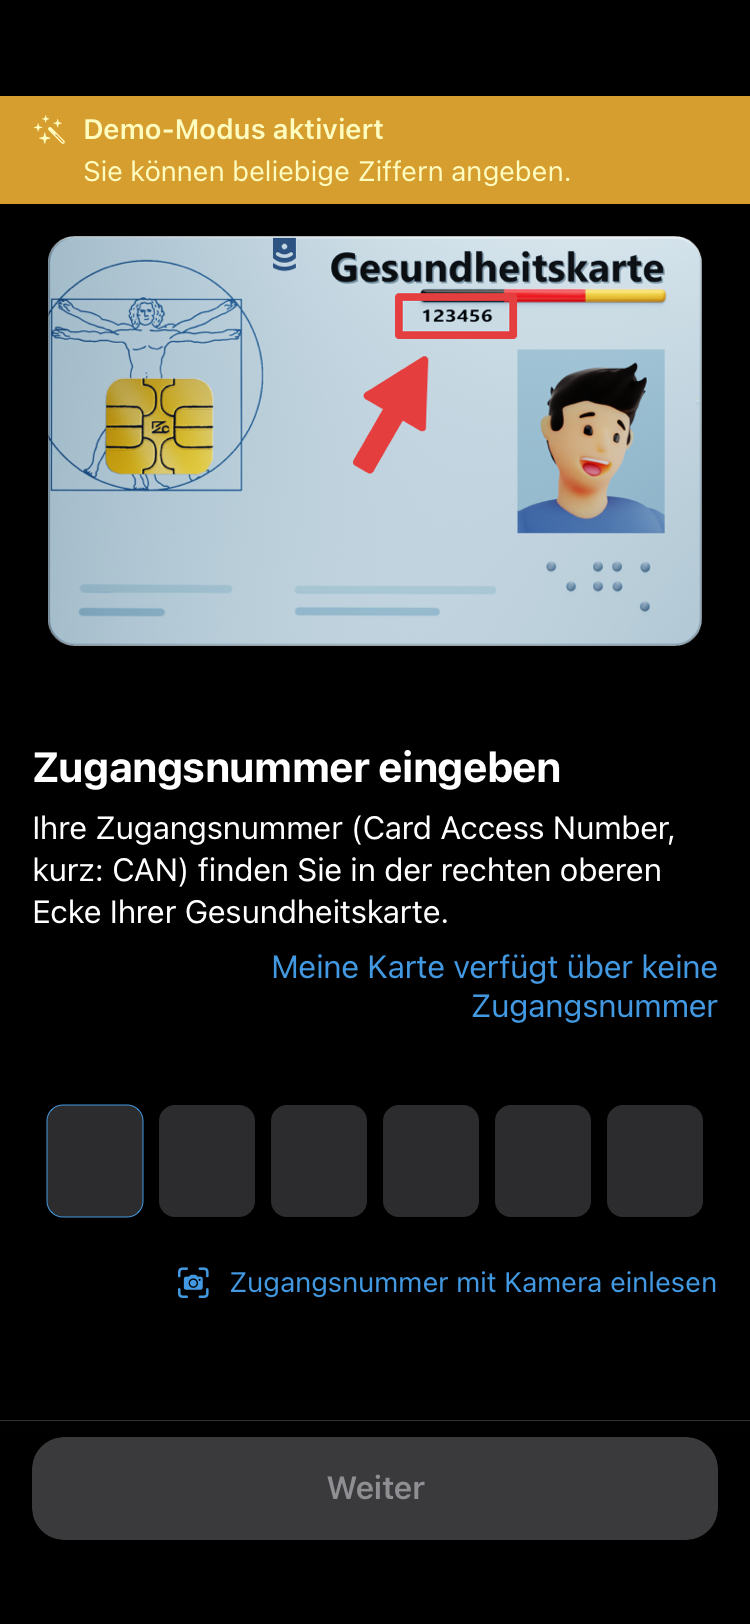 Demo-Modus aktiviert
Sie können beliebige Ziffern angeben.
Gesundheitskarte
123456
Zugangsnummer eingeben
Ihre Zugangsnummer (Card Access Number,
kurz: CAN) finden Sie in der rechten oberen
Ecke Ihrer Gesundheitskarte.
Meine Karte verfügt über keine
Zugangsnummer
Zugangsnummer mit Kamera einlesen
Weiter